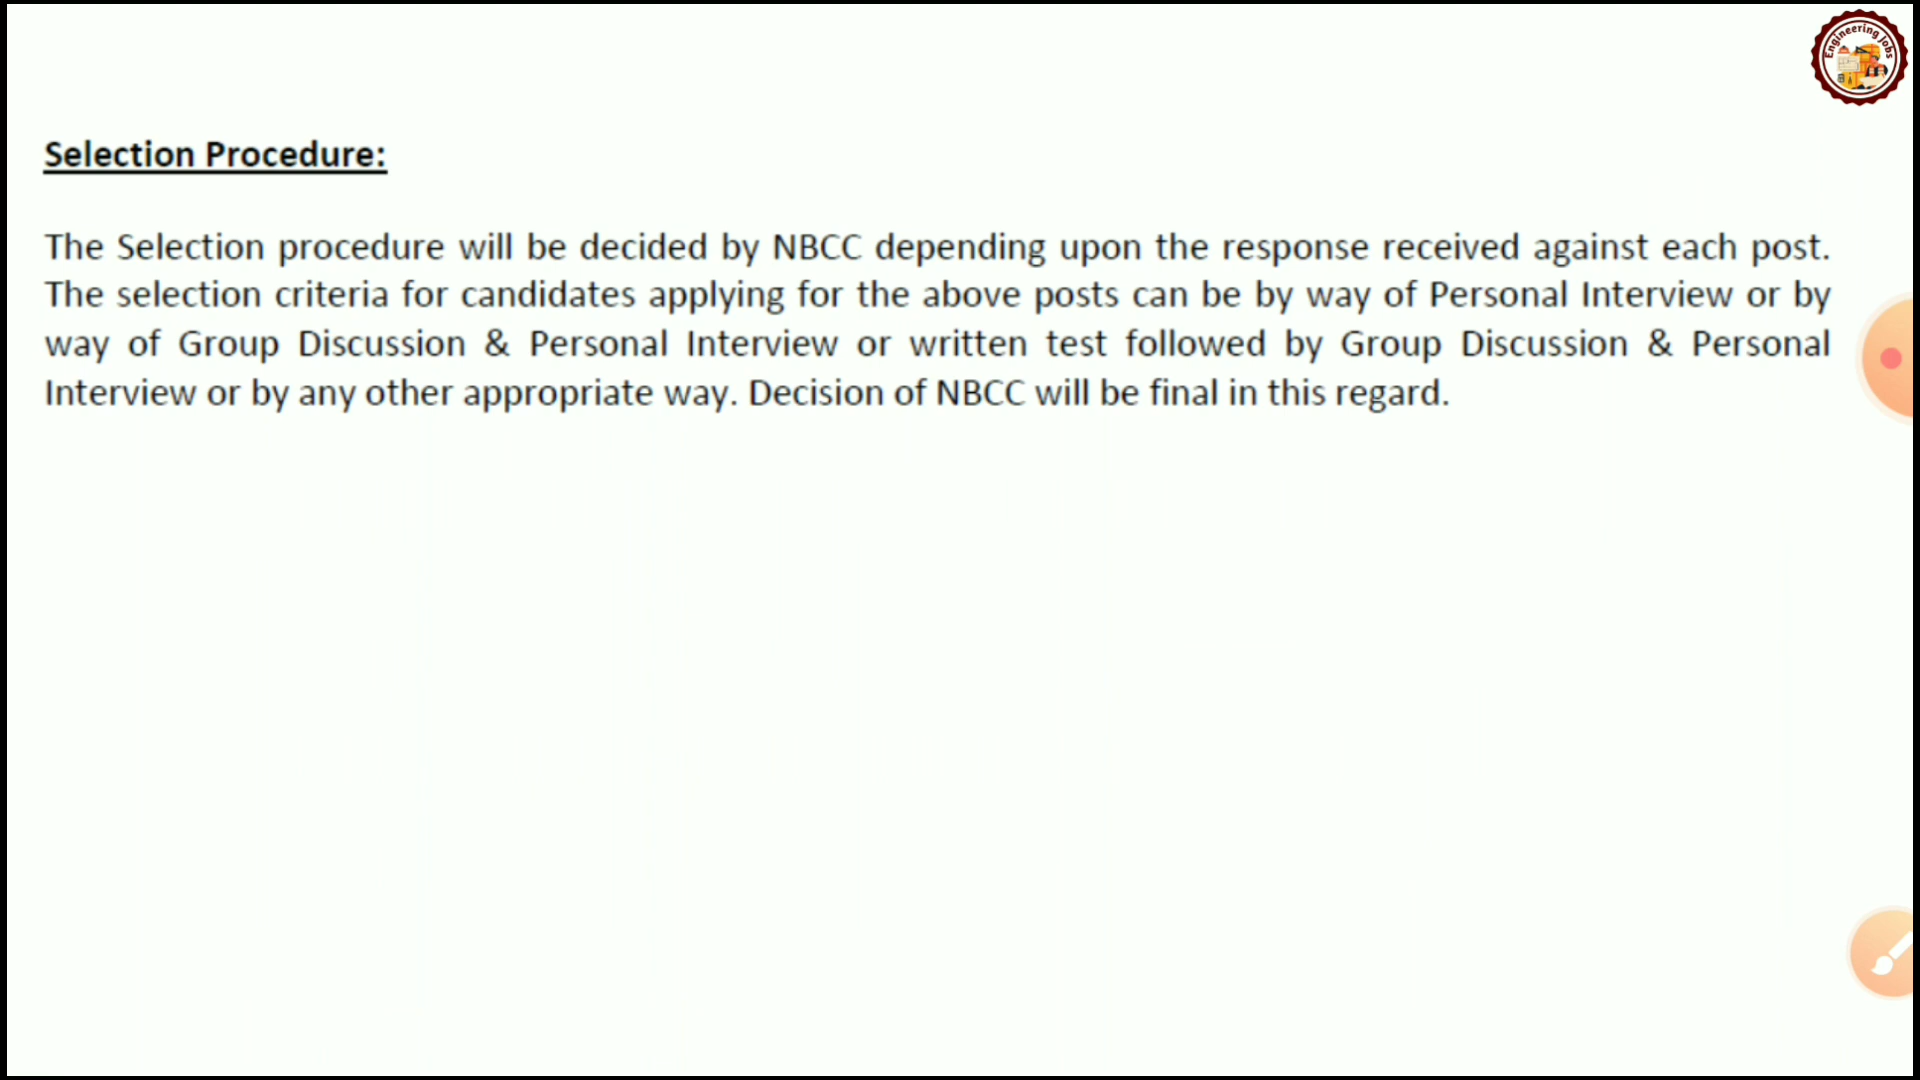 Engineering Jobs
Selection Procedure:
The Selection procedure will be decided by NBCC depending upon the response received against each post.
The selection criteria for candidates applying for the above posts can be by way of Personal Interview or by
way of Group Discussion & Personal Interview or written test followed by Group Discussion & Personal
Interview or by any other appropriate way. Decision of NBCC will be final in this regard.